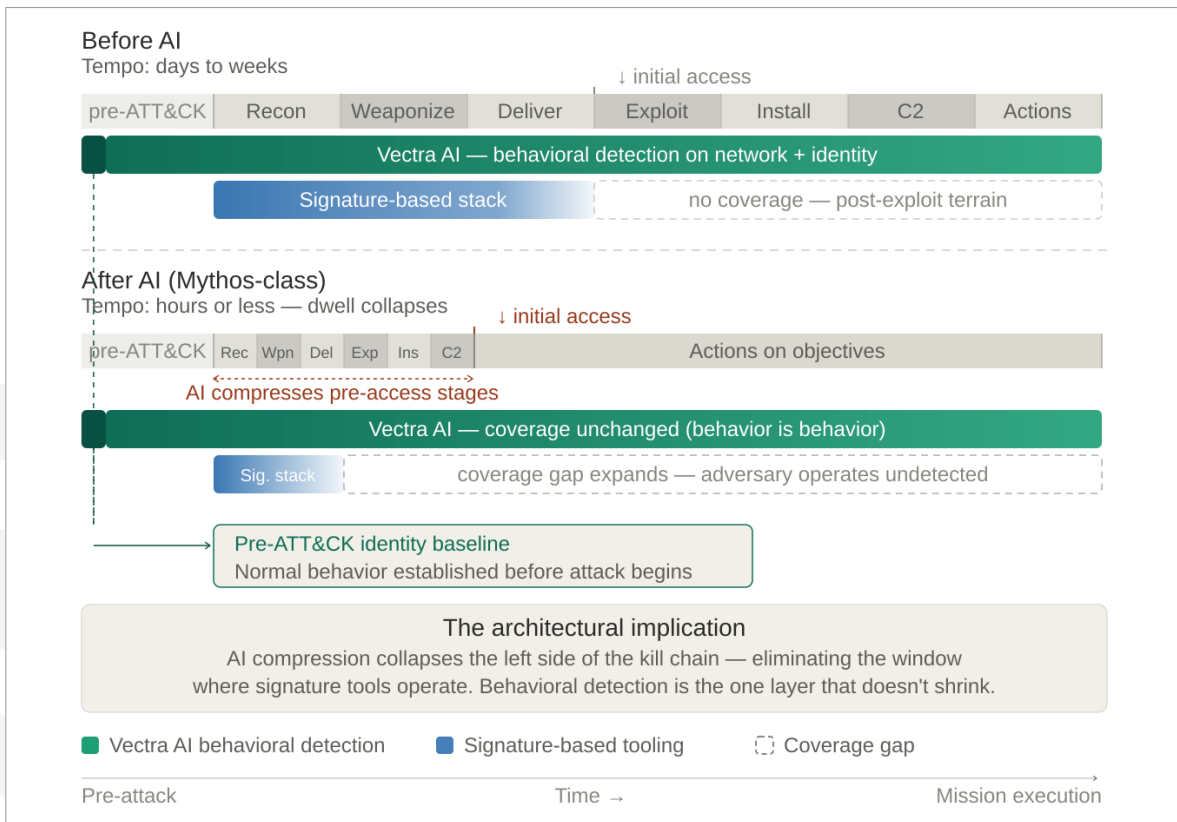 Before AI
Tempo: days to weeks
↓ initial access
pre-ATT&CK Recon Weaponize Deliver Exploit Install C2 Actions
Vectra AI — behavioral detection on network + identity
Signature-based stack no coverage — post-exploit terrain
After AI (Mythos-class)
Tempo: hours or less — dwell collapses
↓ initial access
pre-ATT&CK Rec Wpn Del Exp Ins C2 Actions on objectives
AI compresses pre-access stages
Vectra AI — coverage unchanged (behavior is behavior)
Sig. stack coverage gap expands — adversary operates undetected
Pre-ATT&CK identity baseline
Normal behavior established before attack begins
The architectural implication
AI compression collapses the left side of the kill chain — eliminating the window
where signature tools operate. Behavioral detection is the one layer that doesn't shrink.
Vectra AI behavioral detection Signature-based tooling Coverage gap
Pre-attack Time → Mission execution